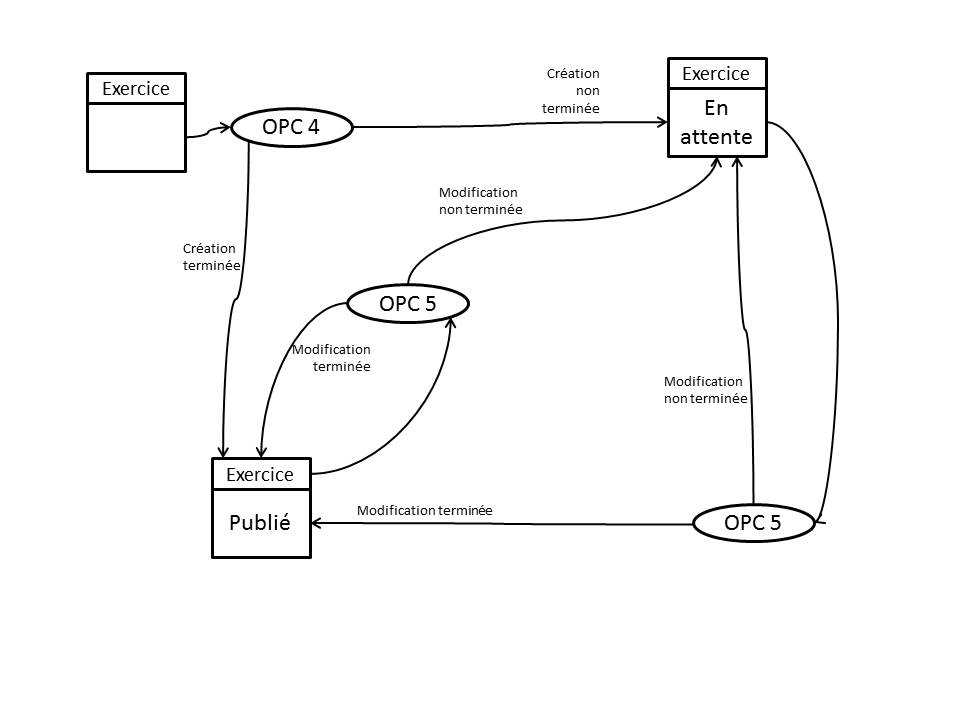 Exercice
OPC 4
Création
non
terminée
Exercice
En
attente
Modification
non terminée
Création
terminée
OPC 5
Modification
terminée
Modification
non terminée
Exercice
Publié
Modification terminée
OPC 5